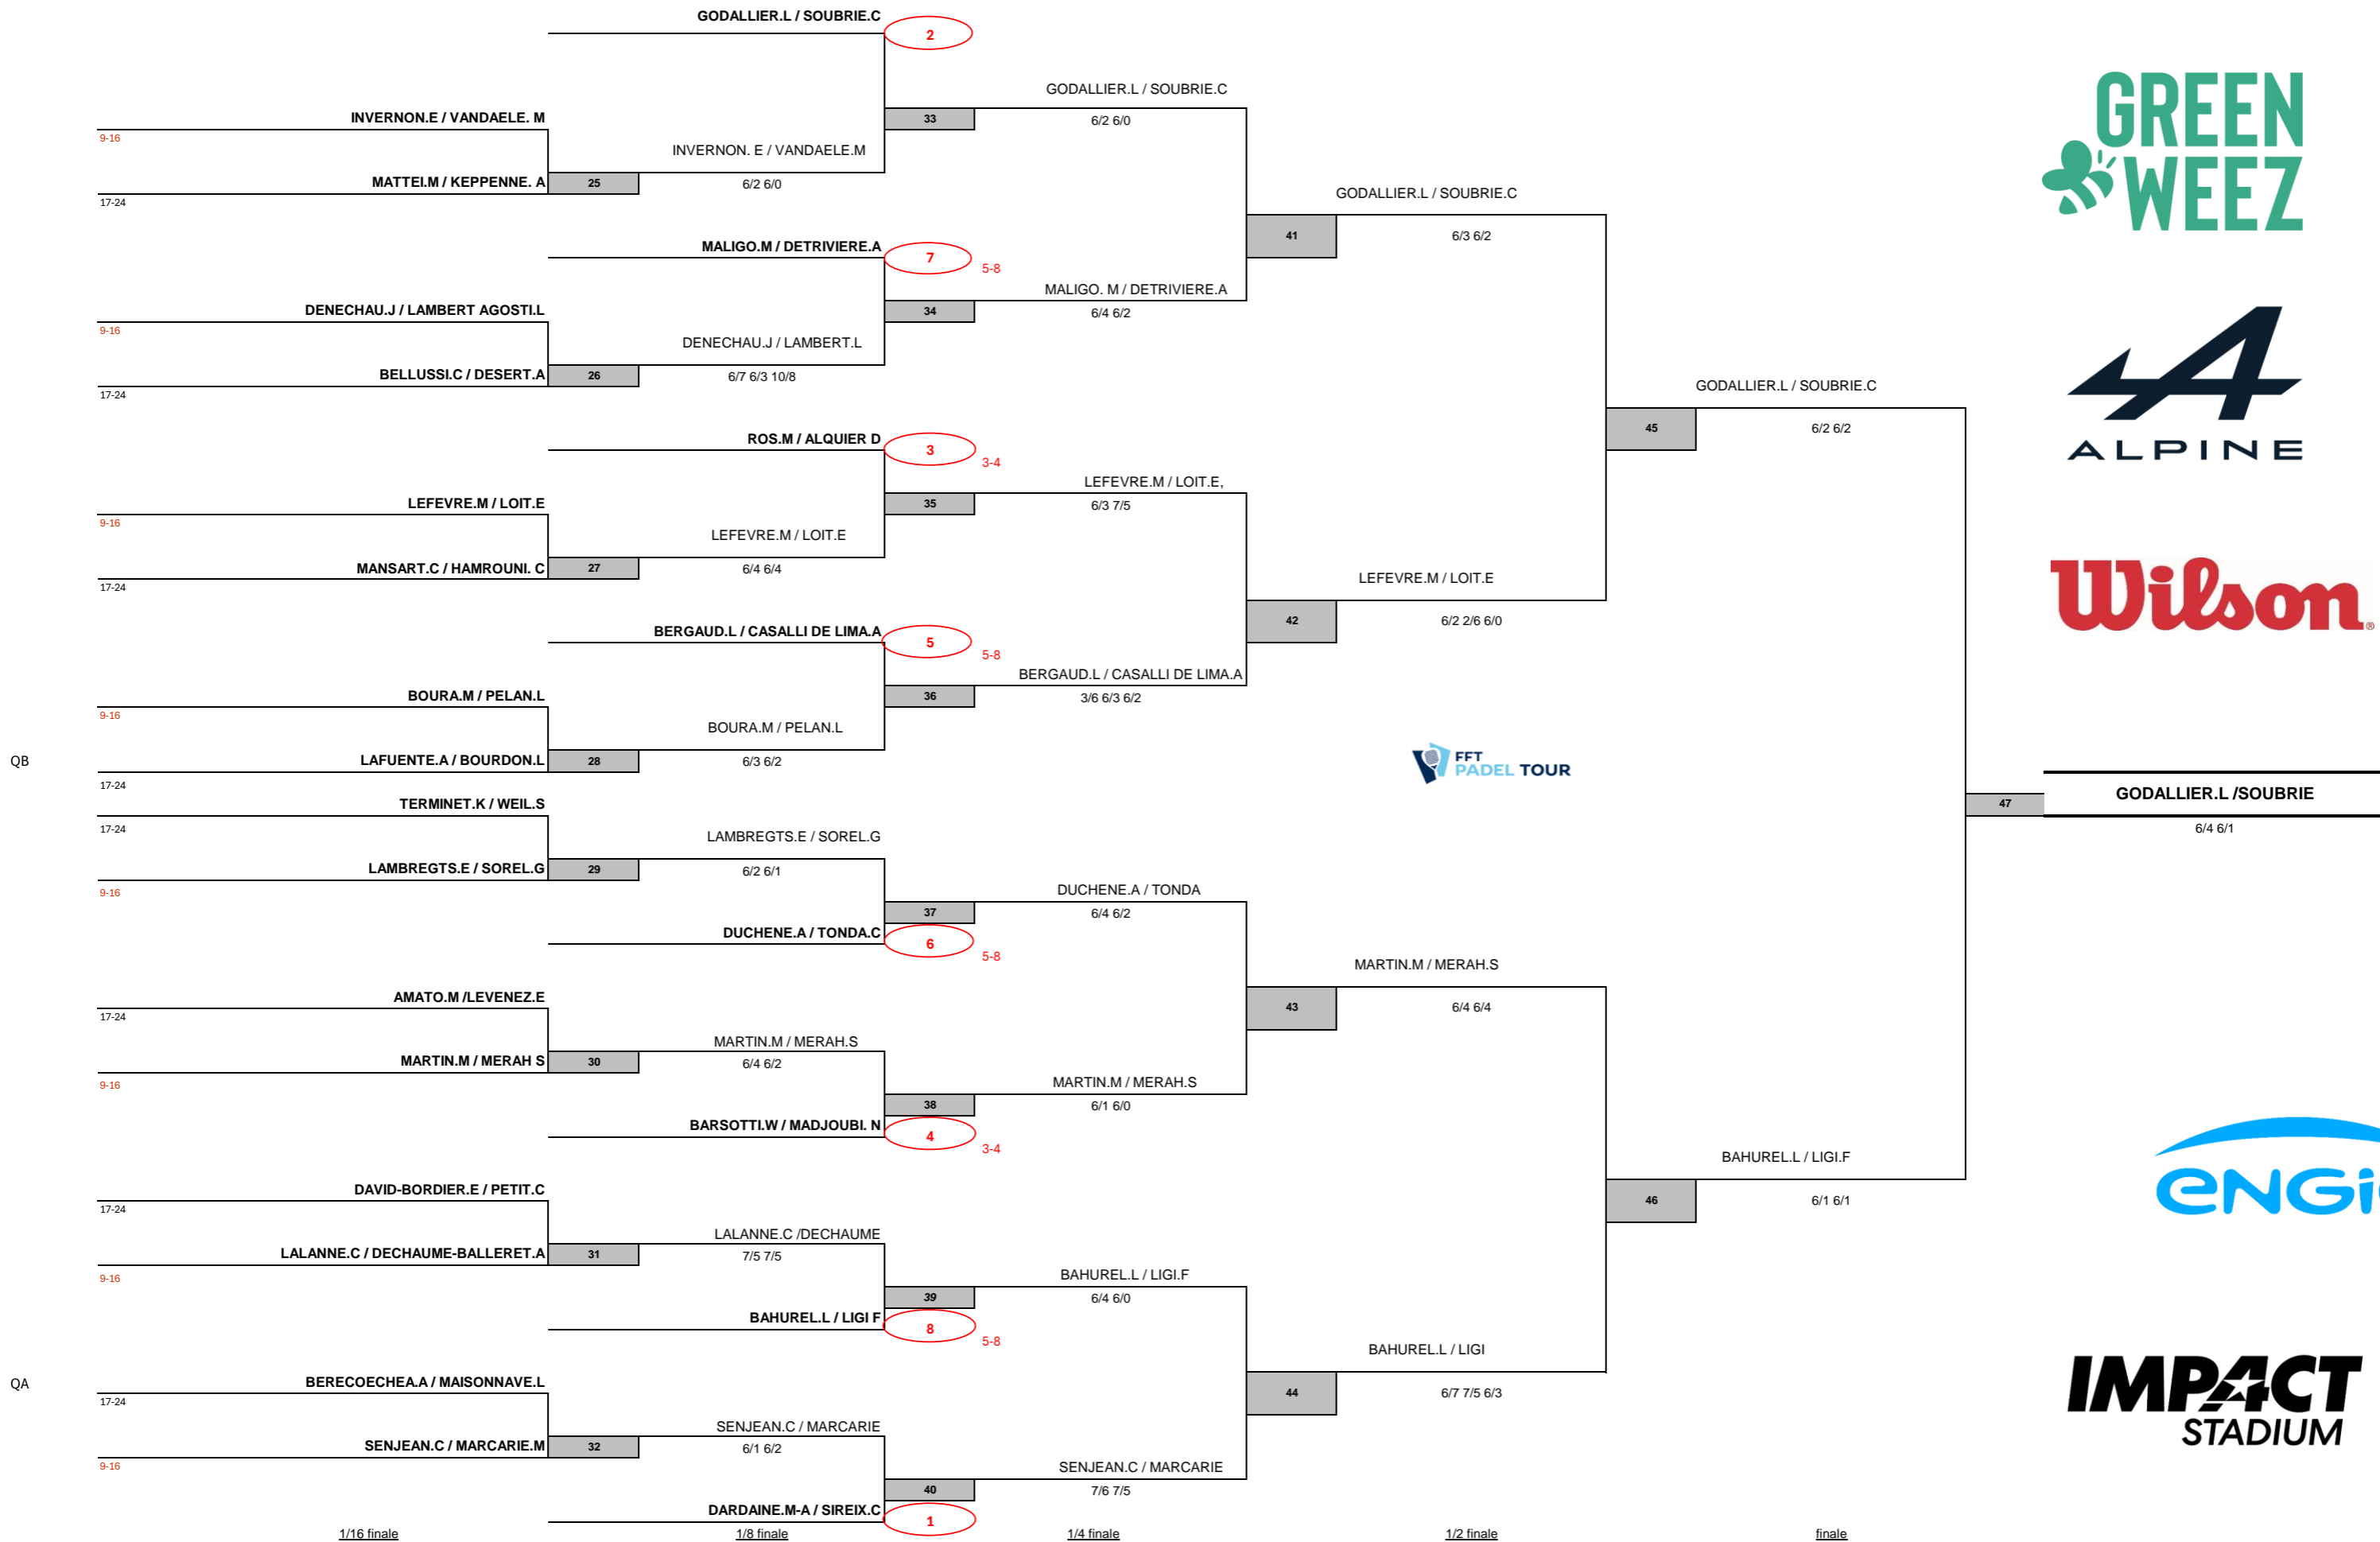 GODALLIER.L / SOUBRIE.C
2
GREEN
WEEZ
GODALLIER.L / SOUBRIE.C
INVERNON.E / VANDAELE. M
33
6/2 6/0
9-16
INVERNON. E / VANDAELE.M
MATTEI.M / KEPPENNE. A
25
6/2 6/0
17-24
GODALLIER.L / SOUBRIE.C
41
6/3 6/2
MALIGO.M / DETRIVIERE.A
7
5-8
MALIGO. M / DETRIVIERE.A
DENECHAU.J / LAMBERT AGOSTI.L
34
6/4 6/2
9-16
DENECHAU.J / LAMBERT.L
BELLUSSI.C / DESERT.A
26
6/7 6/3 10/8
17-24
GODALLIER.L / SOUBRIE.C
45
6/2 6/2
ALPINE
ROS.M / ALQUIER D
3
3-4
LEFEVRE.M / LOIT.E,
LEFEVRE.M / LOIT.E
35
6/3 7/5
9-16
LEFEVRE.M / LOIT.E
MANSART.C / HAMROUNI. C
27
6/4 6/4
17-24
LEFEVRE.M / LOIT.E
42
6/2 2/6 6/0
Wilson®
BERGAUD.L / CASALLI DE LIMA.A
5
5-8
BERGAUD.L / CASALLI DE LIMA.A
BOURA.M / PELAN.L
36
3/6 6/3 6/2
9-16
BOURA.M / PELAN.L
QB
LAFUENTE.A / BOURDON.L
28
6/3 6/2
17-24
FFT
PADEL TOUR
47
GODALLIER.L /SOUBRIE
6/4 6/1
TERMINET.K / WEIL.S
17-24
LAMBREGTS.E / SOREL.G
LAMBREGTS.E / SOREL.G
29
6/2 6/1
9-16
DUCHENE.A / TONDA
37
6/4 6/2
DUCHENE.A / TONDA.C
6
5-8
MARTIN.M / MERAH.S
43
6/4 6/4
AMATO.M /LEVENEZ.E
17-24
MARTIN.M / MERAH.S
MARTIN.M / MERAH S
30
6/4 6/2
9-16
MARTIN.M / MERAH.S
38
6/1 6/0
BARSOTTI.W / MADJOUBI. N
4
3-4
BAHUREL.L / LIGI.F
46
6/1 6/1
DAVID-BORDIER.E / PETIT.C
17-24
LALANNE.C /DECHAUME
LALANNE.C / DECHAUME-BALLERET.A
31
7/5 7/5
9-16
BAHUREL.L / LIGI.F
39
6/4 6/0
BAHUREL.L / LIGI F
8
5-8
BAHUREL.L / LIGI
44
6/7 7/5 6/3
IMPACT
STADIUM
QA
BERECOECHEA.A / MAISONNAVE.L
17-24
SENJEAN.C / MARCARIE
SENJEAN.C / MARCARIE.M
32
6/1 6/2
9-16
SENJEAN.C / MARCARIE
40
7/6 7/5
DARDAINE.M-A / SIREIX.C
1
1/16 finale
1/8 finale
1/4 finale
1/2 finale
finale